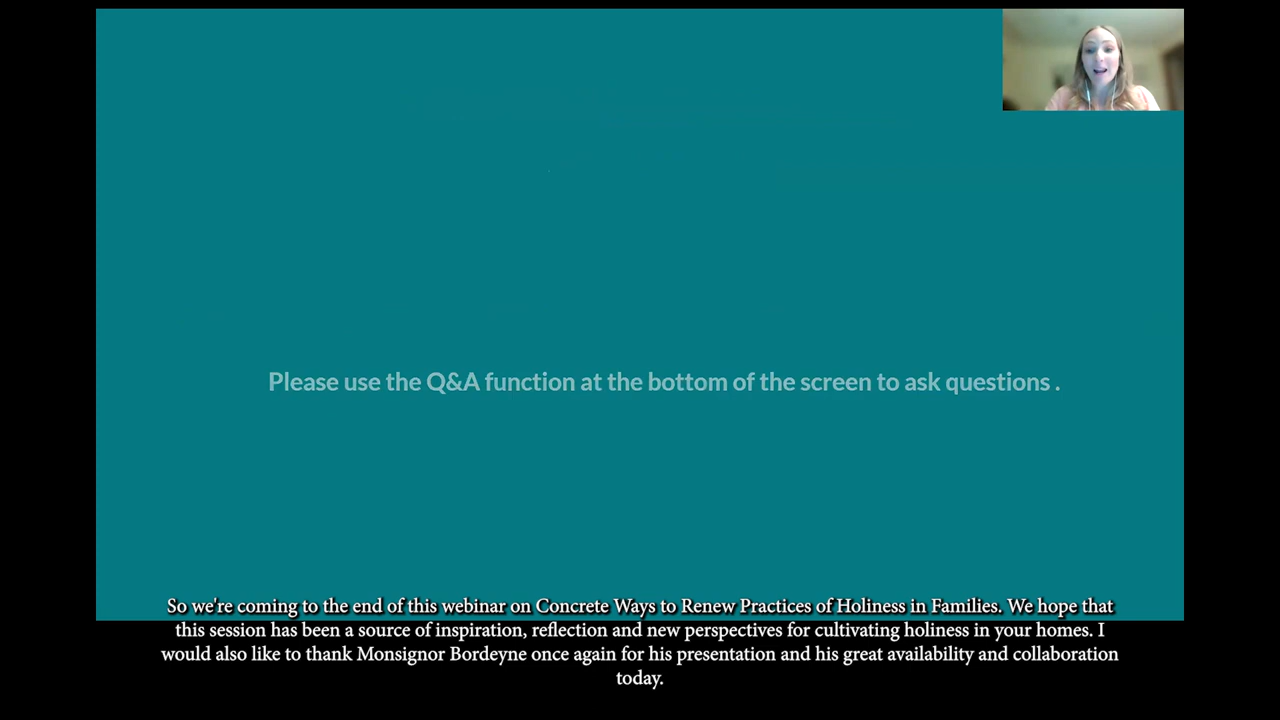 Please use the Q&A function at the bottom of the screen to ask questions .
So we're coming to the end of this webinar on Concrete Ways to Renew Practices of Holiness in Families. We hope that
this session has been a source of inspiration, reflection and new perspectives for cultivating holiness in your homes. I
would also like to thank Monsignor Bordeyne once again for his presentation and his great availability and collaboration
today.